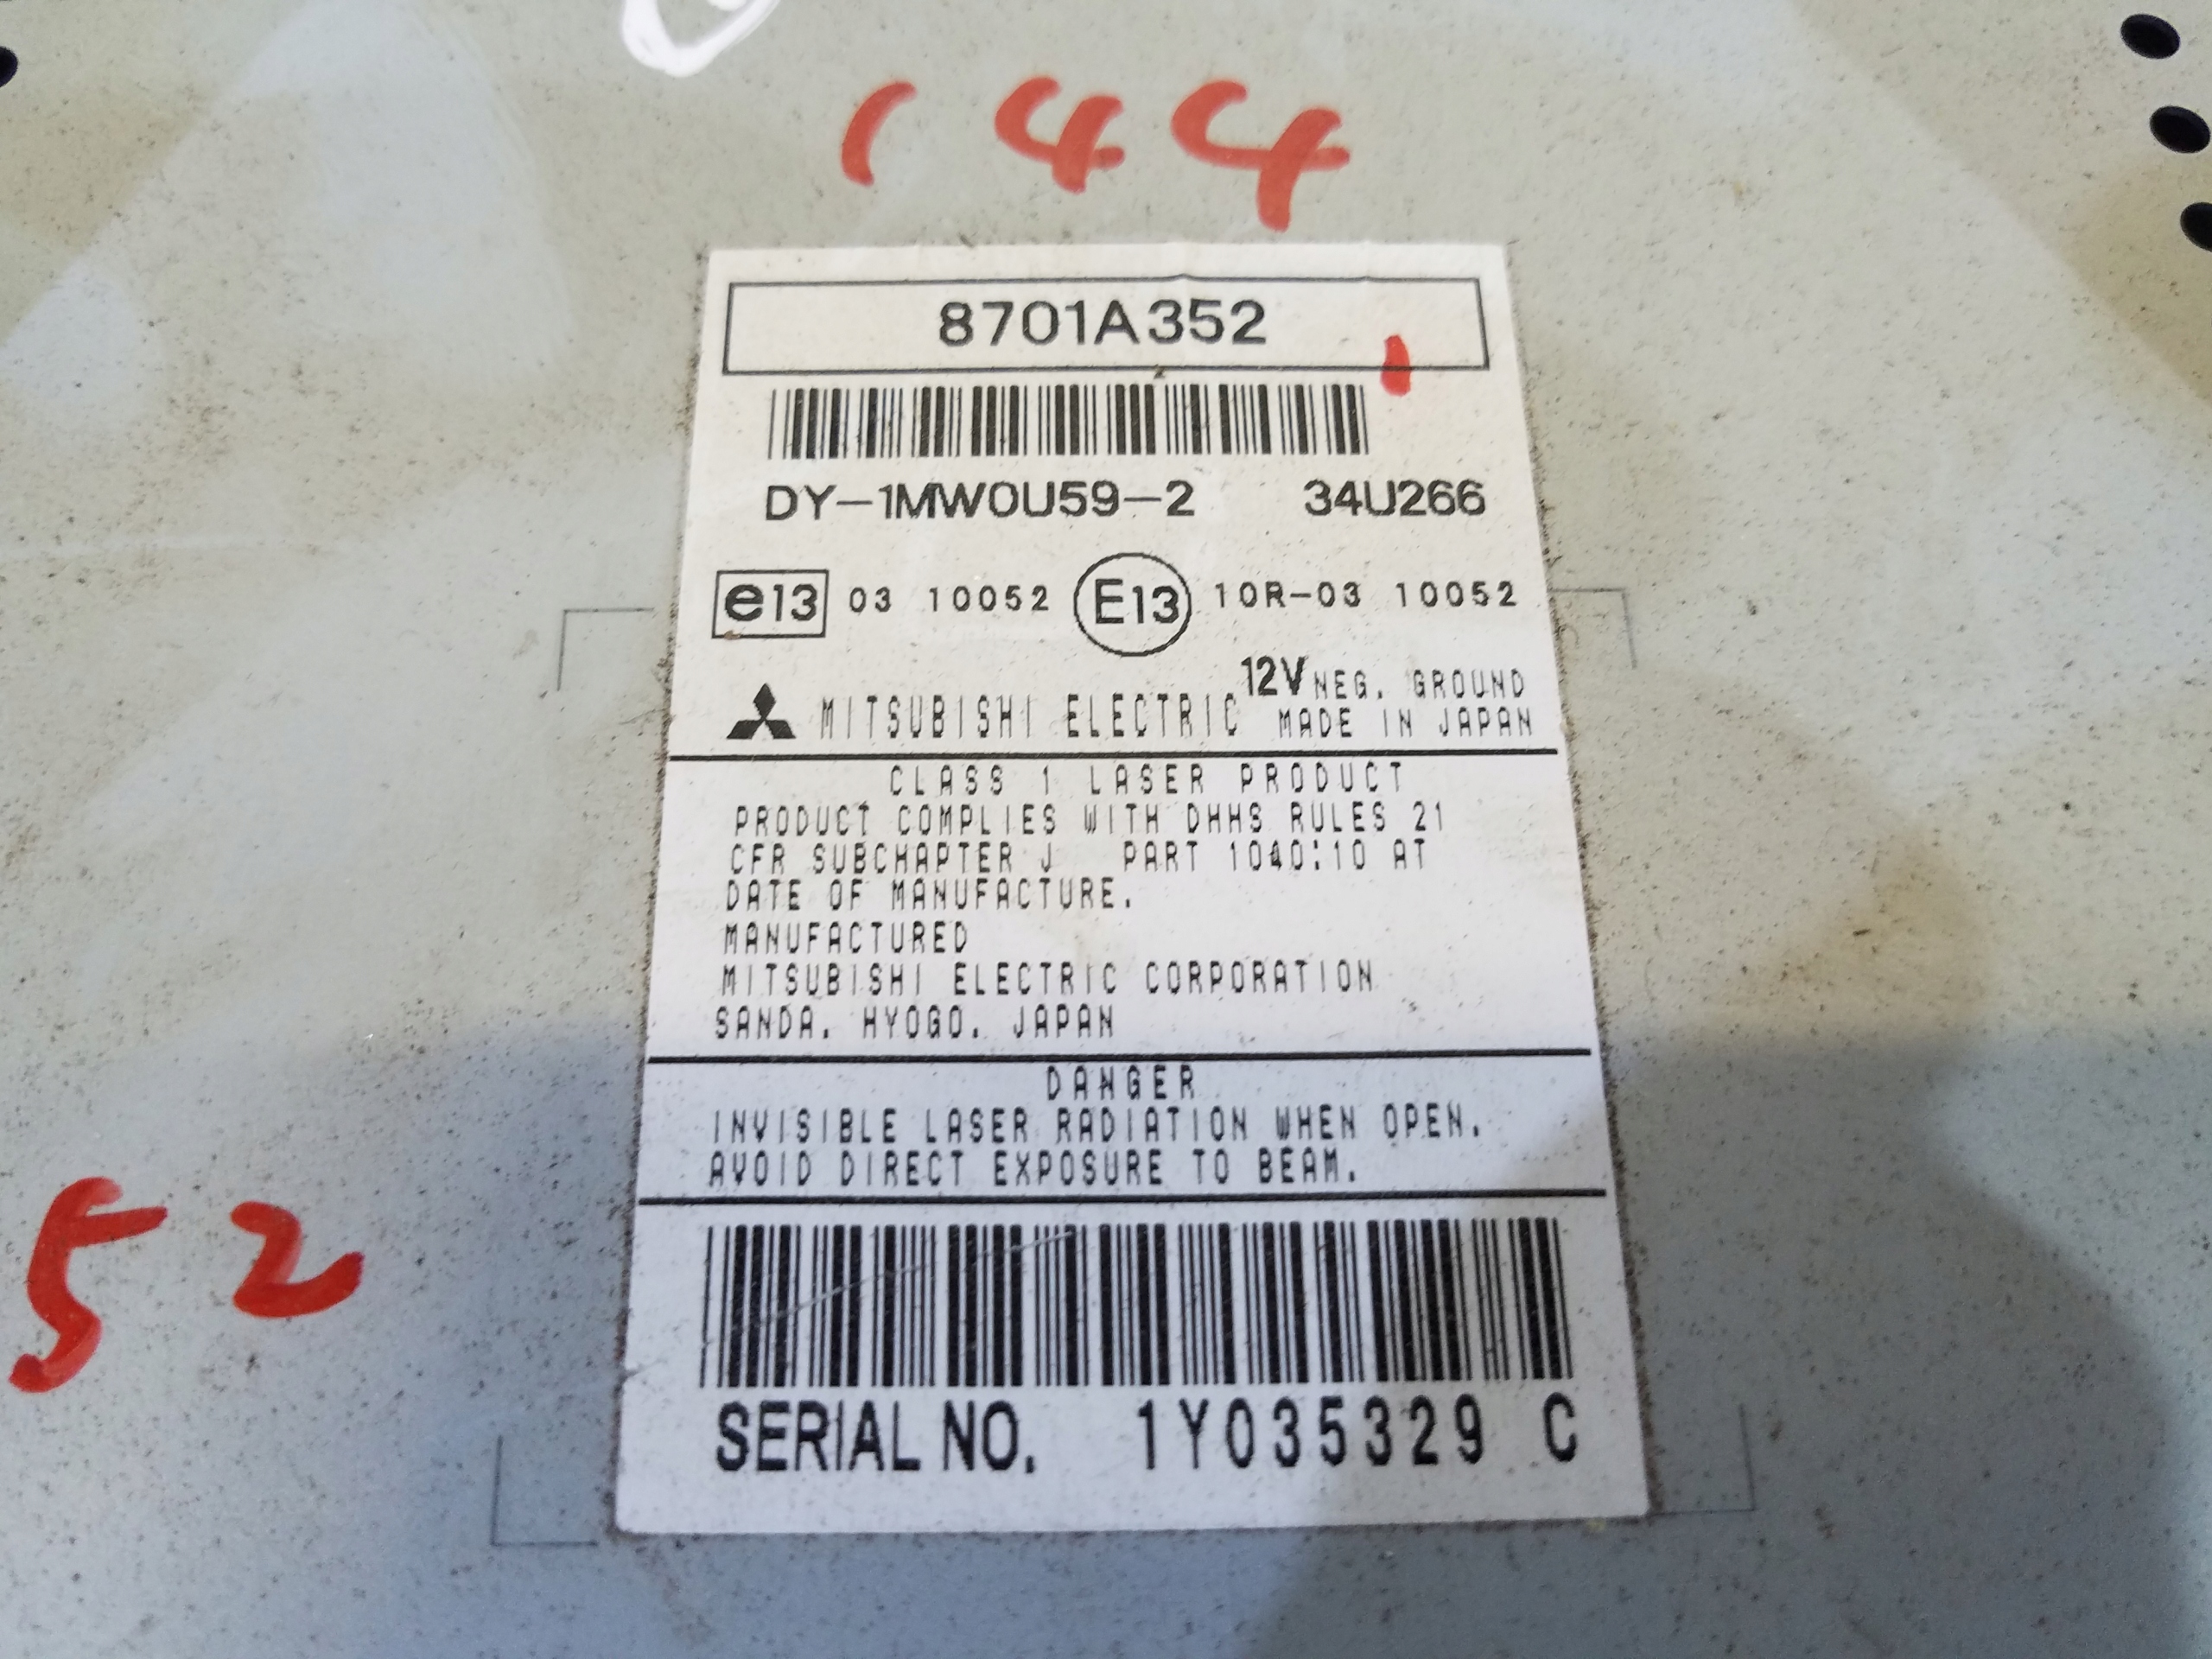 144
8701A352
DY-1MW0U59-2 34U266
e13 03 10052 E13 10R-03 10052
MITSUBISHI ELECTRIC 12V NEG. GROUND
MADE IN JAPAN
CLASS 1 LASER PRODUCT
PRODUCT COMPLIES WITH DHHS RULES 21
CFR SUBCHAPTER J PART 1040:10 AT
DATE OF MANUFACTURE.
MANUFACTURED
MITSUBISHI ELECTRIC CORPORATION
SANDA. HYOGO. JAPAN
DANGER
INVISIBLE LASER RADIATION WHEN OPEN.
AVOID DIRECT EXPOSURE TO BEAM.
52
SERIAL NO. 1Y035329 C